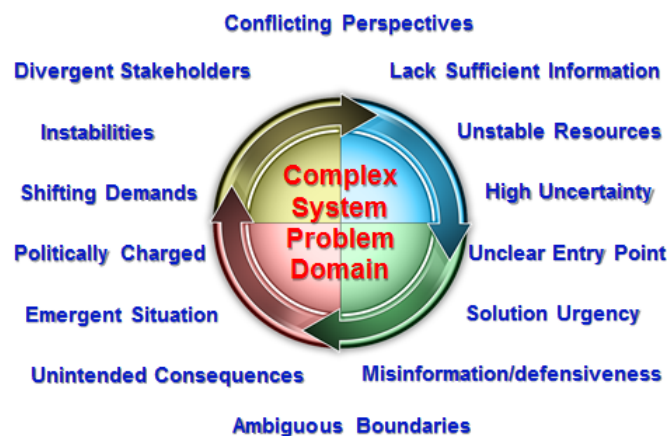 Conflicting Perspectives
Divergent Stakeholders
Lack Sufficient Information
Instabilities
Unstable Resources
Shifting Demands
High Uncertainty
Complex
System
Problem
Domain
Politically Charged
Unclear Entry Point
Emergent Situation
Solution Urgency
Unintended Consequences
Misinformation/defensiveness
Ambiguous Boundaries